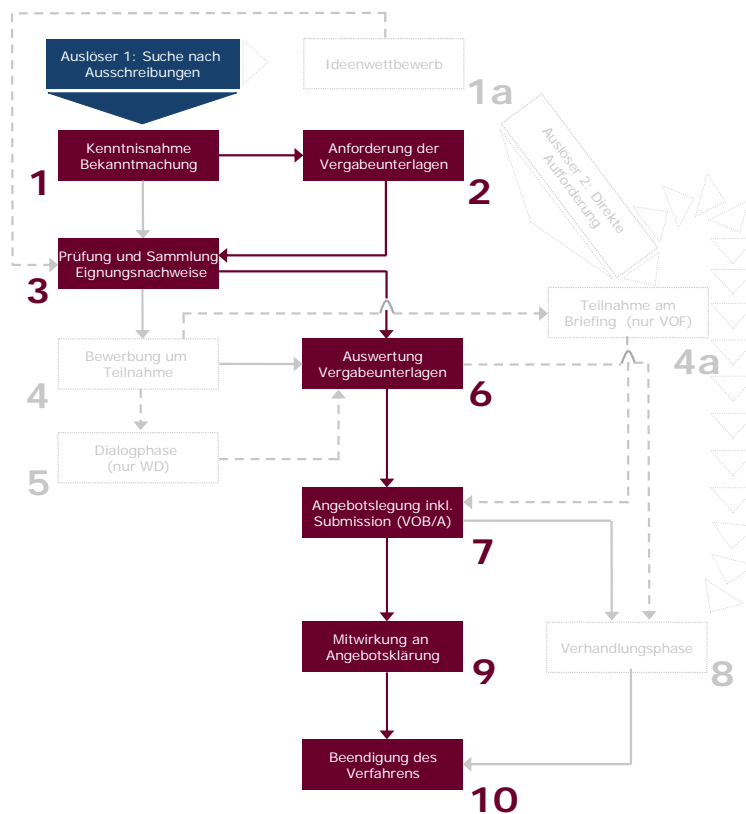 Auslöser 1: Suche nach
Ausschreibungen
Ideenwettbewerb
1a
Auslöser 2: Direkte
Aufforderung
Kenntnisnahme
Bekanntmachung
1
Anforderung der
Vergabeunterlagen
2
Prüfung und Sammlung
Eignungsnachweise
3
Teilnahme am
Briefing (nur VOF)
4a
Bewerbung um
Teilnahme
4
Auswertung
Vergabeunterlagen
6
Dialogphase
(nur WD)
5
Angebotslegung inkl.
Submission (VOB/A)
7
Mitwirkung an
Angebotsklärung
9
Verhandlungsphase
8
Beendigung des
Verfahrens
10